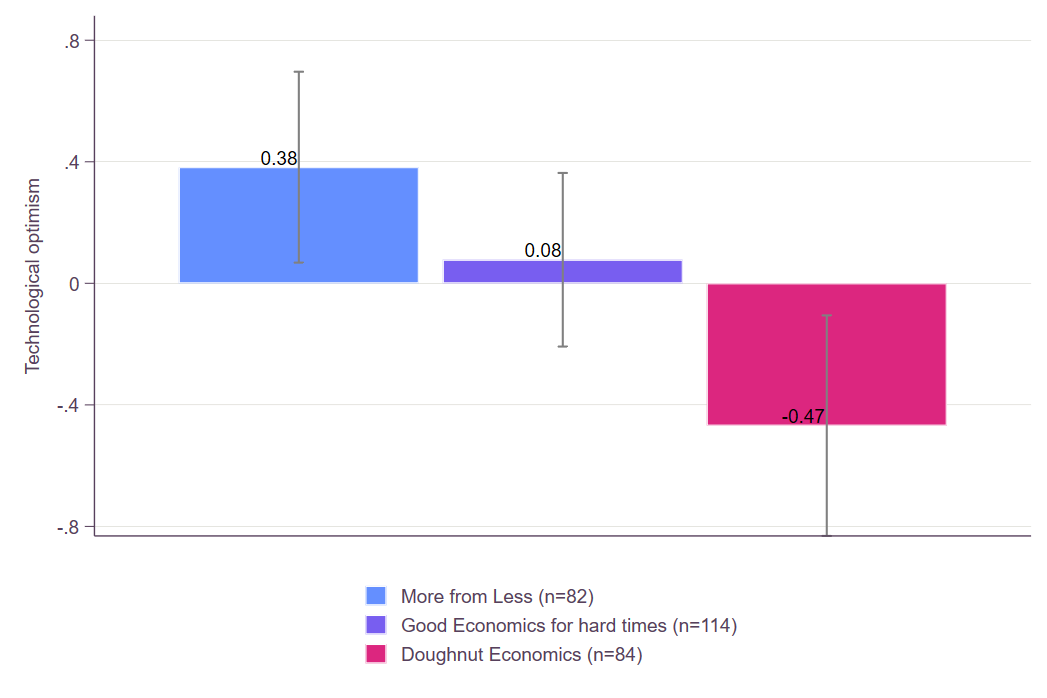 .8
.4
0
-.4
-.8
Technological optimism
0.38
0.08
-0.47
More from Less (n=82)
Good Economics for hard times (n=114)
Doughnut Economics (n=84)